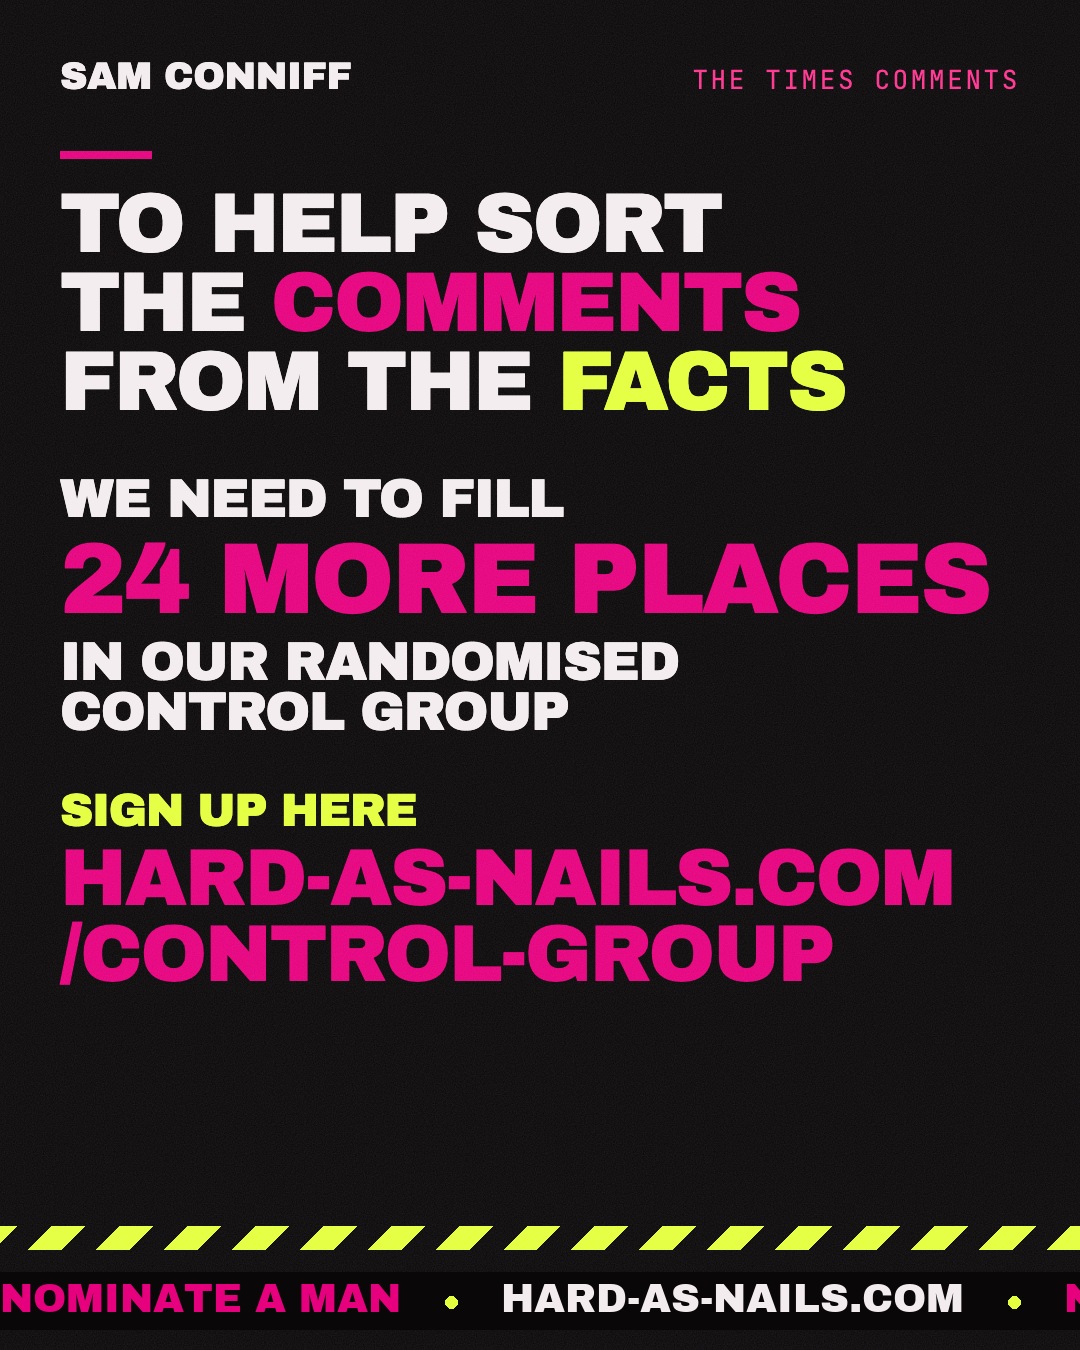 SAM CONNIFF
THE TIMES COMMENTS
TO HELP SORT
THE COMMENTS
FROM THE FACTS
WE NEED TO FILL
24 MORE PLACES
IN OUR RANDOMISED
CONTROL GROUP
SIGN UP HERE
HARD-AS-NAILS.COM
/CONTROL-GROUP
NOMINATE A MAN • HARD-AS-NAILS.COM •